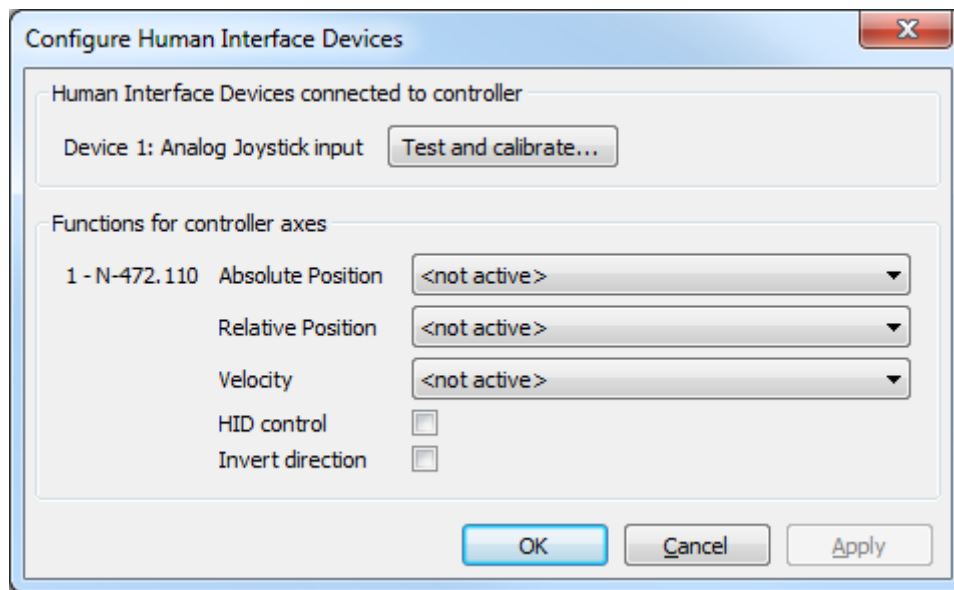 Configure Human Interface Devices
Human Interface Devices connected to controller
Device 1: Analog Joystick input Test and calibrate...
Functions for controller axes
1 - N-472.110 Absolute Position <not active>
Relative Position <not active>
Velocity <not active>
HID control
Invert direction
OK Cancel Apply